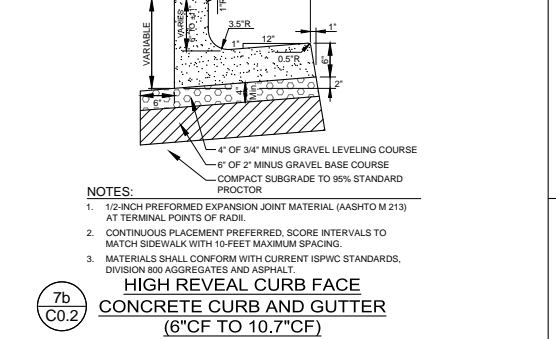 1"R
VARIABLE
VARIES
3.5"R
1"
12"
1"
0.5"R
6"
2"
4"
Min.
6"
4" OF 3/4" MINUS GRAVEL LEVELING COURSE
6" OF 2" MINUS GRAVEL BASE COURSE
COMPACT SUBGRADE TO 95% STANDARD
PROCTOR
NOTES:
1. 1/2-INCH PREFORMED EXPANSION JOINT MATERIAL (AASHTO M 213)
AT TERMINAL POINTS OF RADII.
2. CONTINUOUS PLACEMENT PREFERRED, SCORE INTERVALS TO
MATCH SIDEWALK WITH 10-FEET MAXIMUM SPACING.
3. MATERIALS SHALL CONFORM WITH CURRENT ISPWC STANDARDS,
DIVISION 800 AGGREGATES AND ASPHALT.
7b
C0.2
HIGH REVEAL CURB FACE
CONCRETE CURB AND GUTTER
(6"CF TO 10.7"CF)